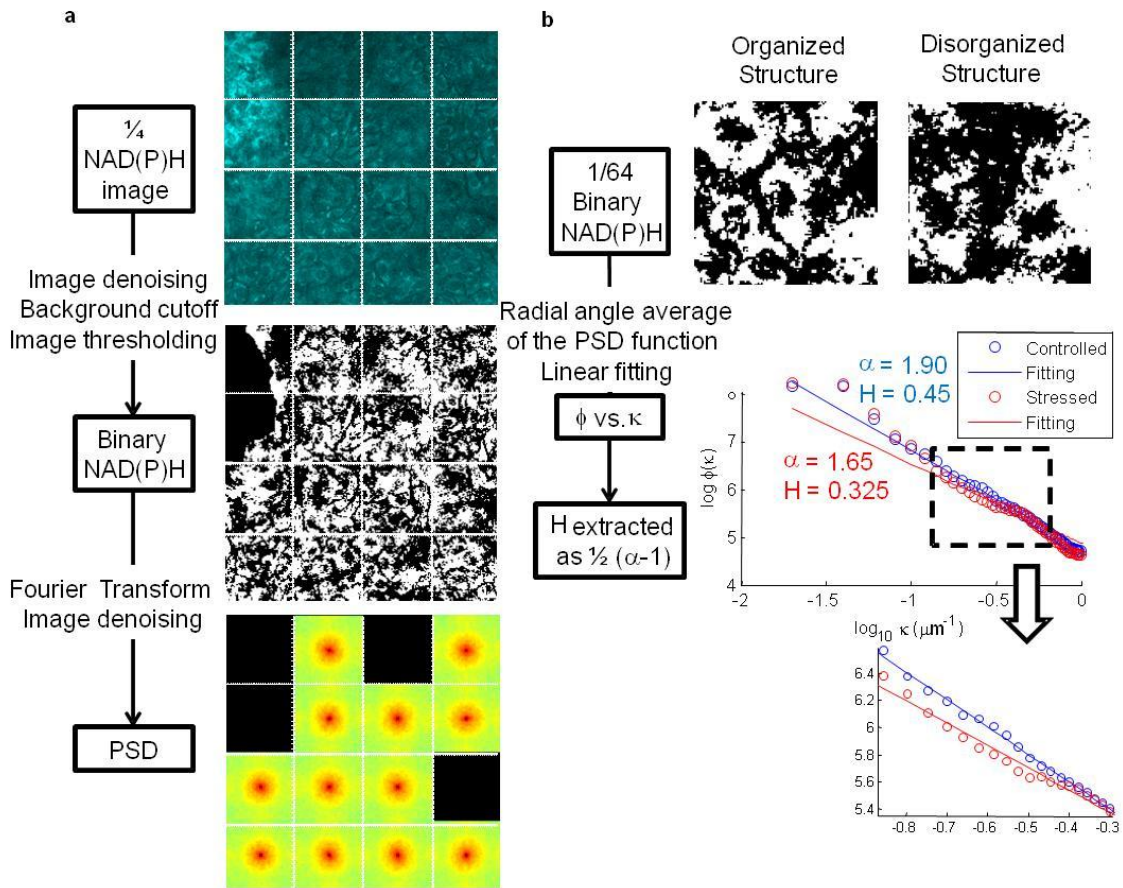 a
¼
NAD(P)H
image
Image denoising
Background cutoff
Image thresholding
Binary
NAD(P)H
Fourier Transform
Image denoising
PSD
b
Organized
Structure
Disorganized
Structure
1/64
Binary
NAD(P)H
Radial angle average
of the PSD function
Linear fitting
ϕ vs. κ
H extracted
as ½ (α-1)
Controlled
Fitting
Stressed
Fitting
α = 1.90
H = 0.45
α = 1.65
H = 0.325
log ϕ(κ)
7
6
5
4
-2
-1.5
-1
-0.5
0
log₁₀ κ (μm⁻¹)
6.4
6.2
6
5.8
5.6
5.4
-0.8
-0.7
-0.6
-0.5
-0.4
-0.3